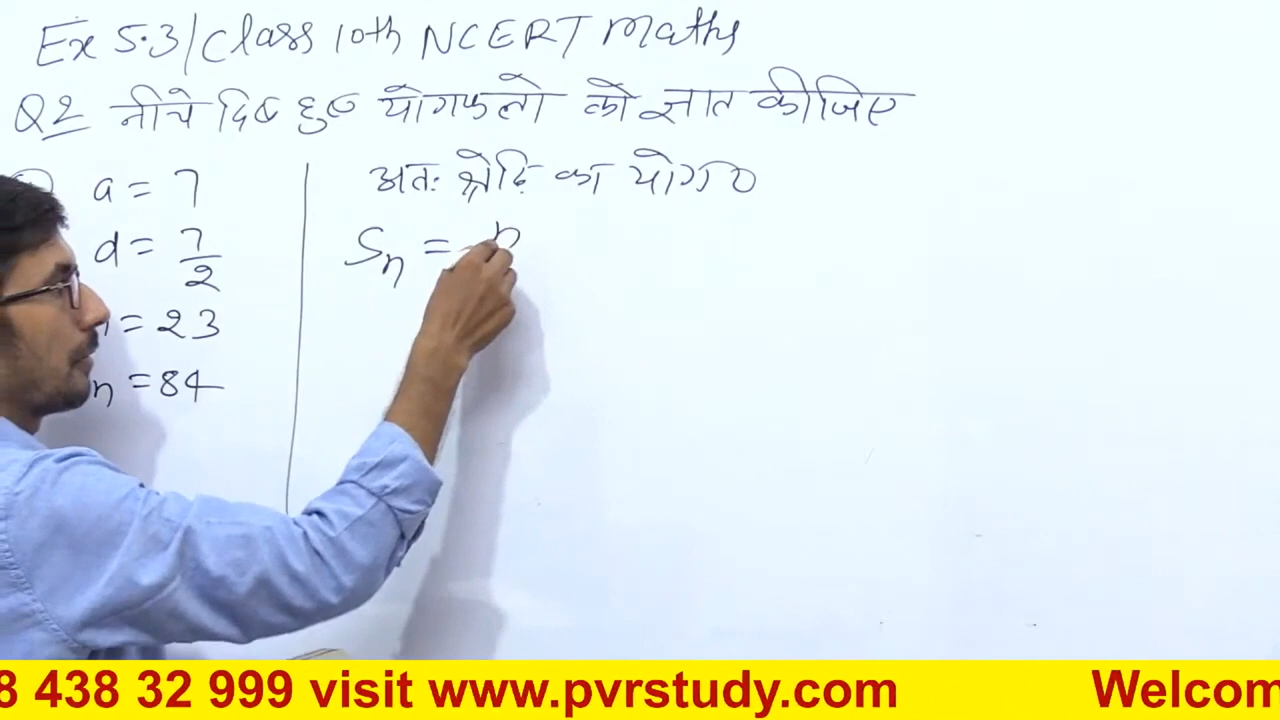 Ex 5.3/Class 10th NCERT Maths
Q2 नीचे दिए हुए योगफलो को ज्ञात कीजिए
a = 7
d = 7/2
= 23
n = 84
अतः श्रेढ़ि का योग
Sn = n
8 438 32 999 visit www.pvrstudy.com
Welcom